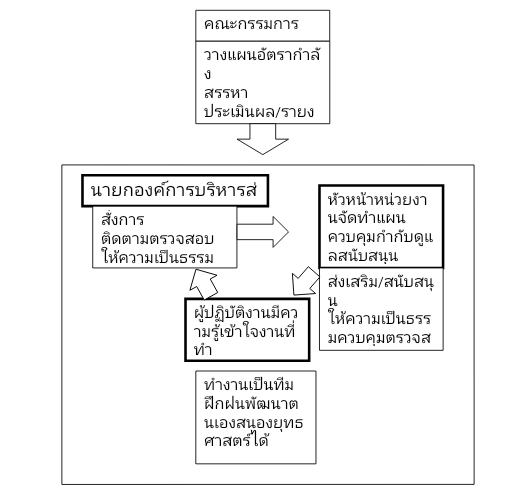 คณะกรรมการ
วางแผนอัตรากำลั
ง
สรรหา
ประเมินผล/รายง
นายกองค์การบริหารส่
สั่งการ
ติดตามตรวจสอบ
ให้ความเป็นธรรม
หัวหน้าหน่วยงา
นจัดทำแผน
ควบคุมกำกับดูแ
ลสนับสนุน
ส่งเสริม/สนับสนุ
น
ให้ความเป็นธรร
มควบคุมตรวจส
ผู้ปฏิบัติงานมีคว
ามรู้เข้าใจงานที่
ทำ
ทำงานเป็นทีม
ฝึกฝนพัฒนาต
นเองสนองยุทธ
ศาสตร์ได้